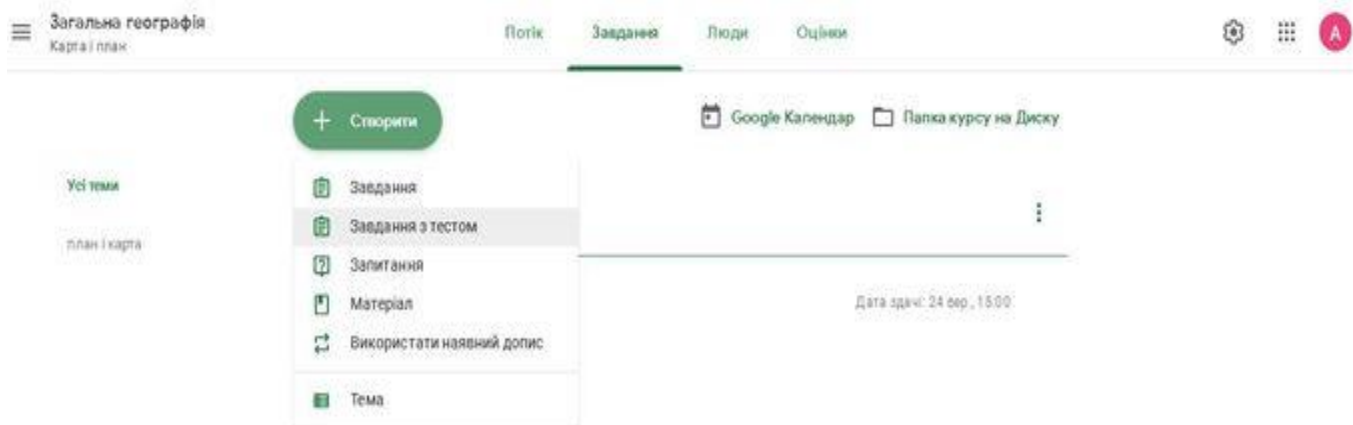 Загальна географія
Карта і план
Потік Завдання Люди Оцінки
А
Створити
Google Календар Папка курсу на Диску
Усі теми
план і карта
Завдання
Завдання з тестом
Запитання
Матеріал
Використати наявний допис
Тема
Дата здачі: 24 вер., 15:00